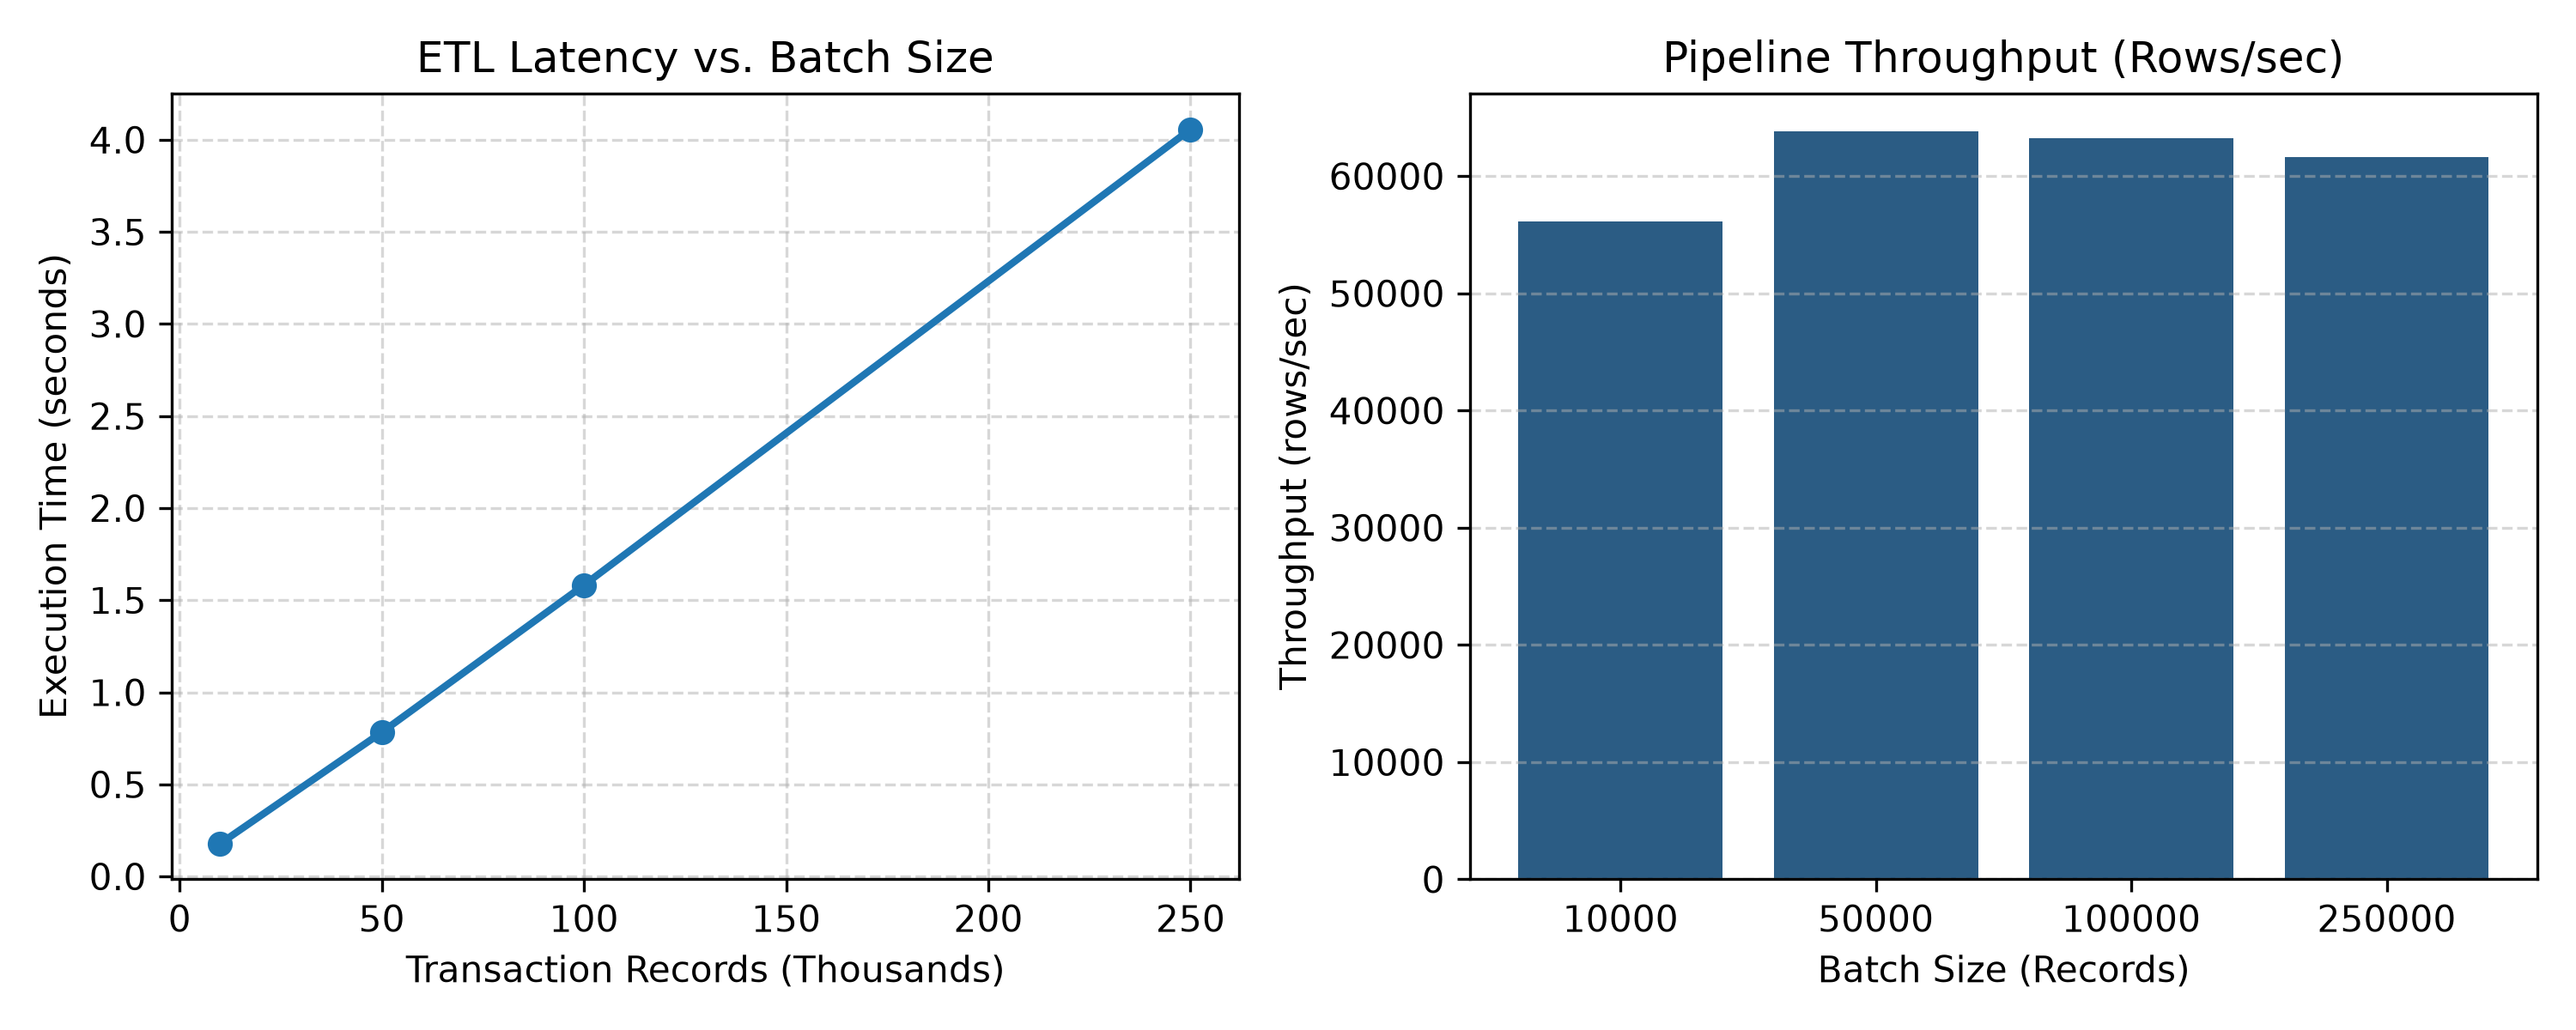 ETL Latency vs. Batch Size
Execution Time (seconds)
4.0
3.5
3.0
2.5
2.0
1.5
1.0
0.5
0.0
0 50 100 150 200 250
Transaction Records (Thousands)
Pipeline Throughput (Rows/sec)
Throughput (rows/sec)
60000
50000
40000
30000
20000
10000
0
10000 50000 100000 250000
Batch Size (Records)